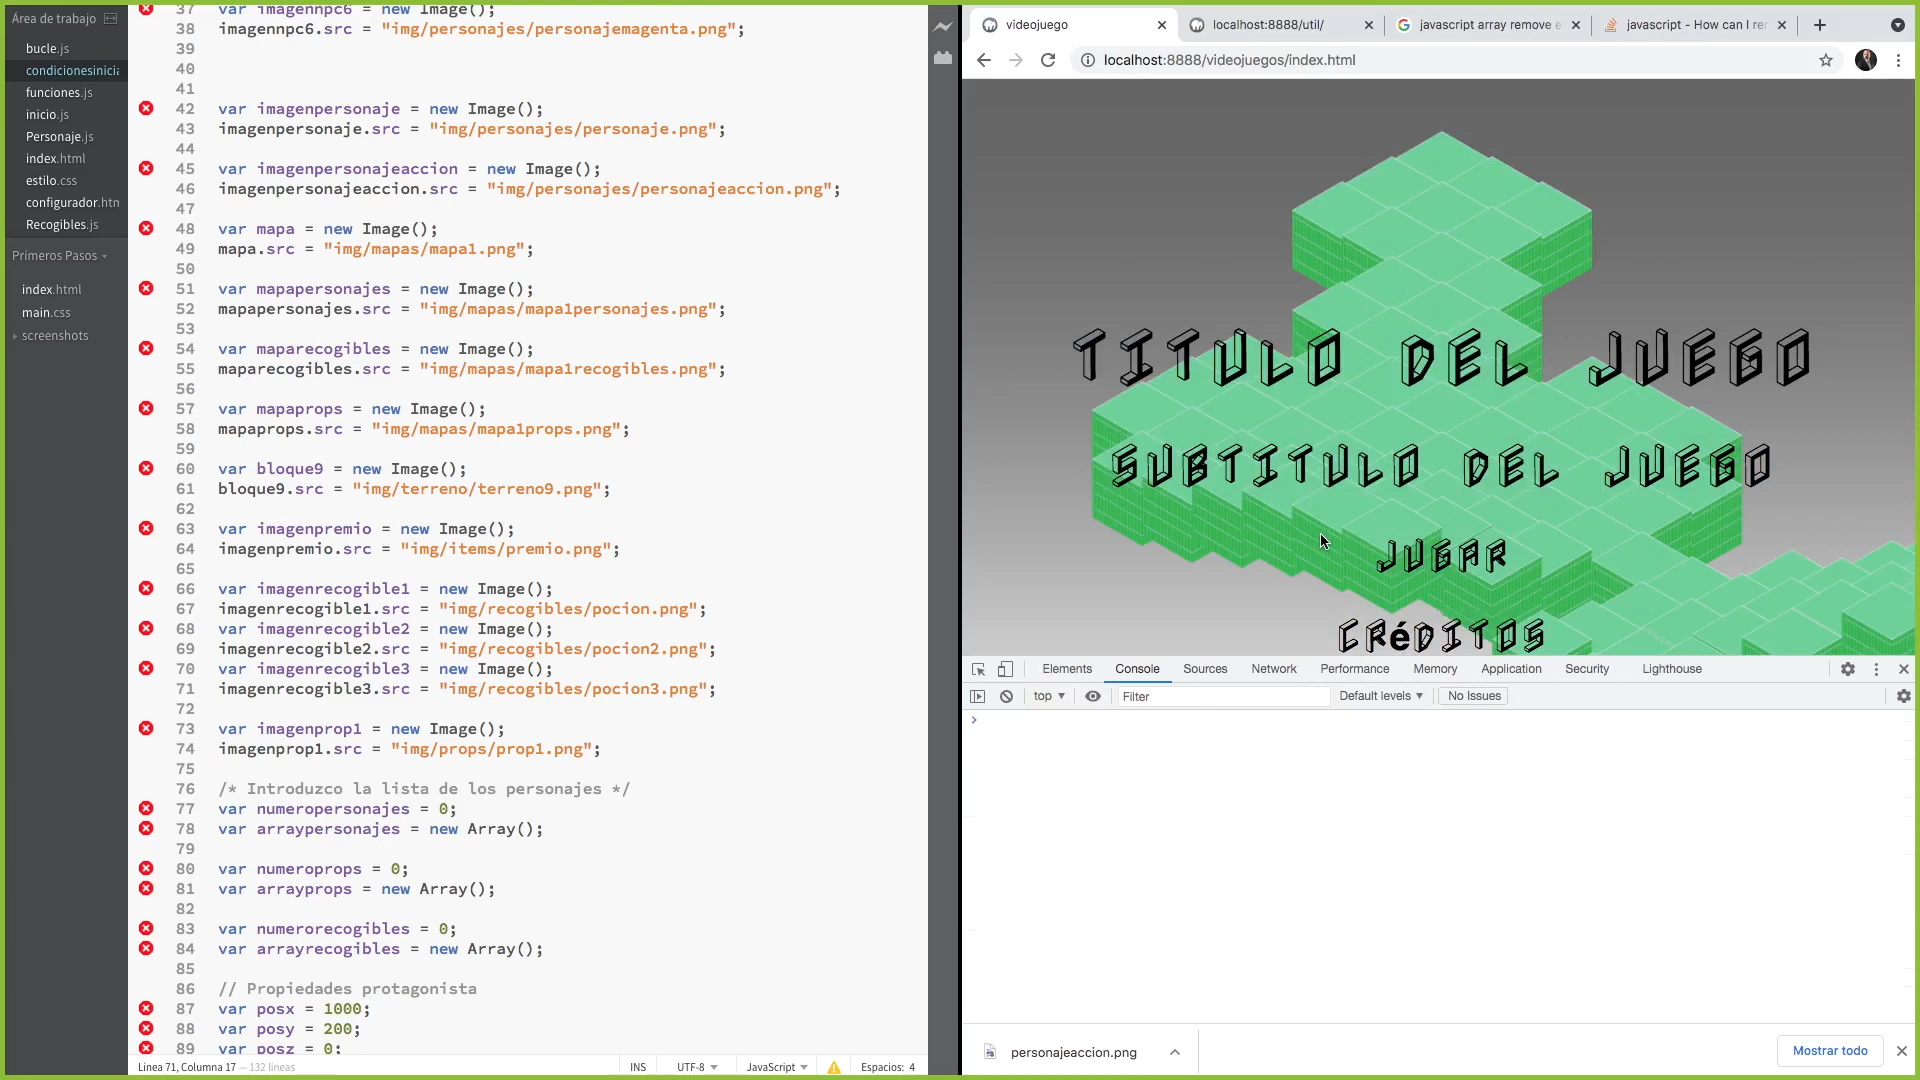 Área de trabajo
bucle.js
condicionesinicia
funciones.js
inicio.js
Personaje.js
index.html
estilo.css
configurador.htm
Recogibles.js
Primeros Pasos
index.html
main.css
screenshots
37 var imagennpc6 = new Image();
38 imagennpc6.src = "img/personajes/personajemagenta.png";
39
40
41
42 var imagenpersonaje = new Image();
43 imagenpersonaje.src = "img/personajes/personaje.png";
44
45 var imagenpersonajeaccion = new Image();
46 imagenpersonajeaccion.src = "img/personajes/personajeaccion.png";
47
48 var mapa = new Image();
49 mapa.src = "img/mapas/mapa1.png";
50
51 var mapapersonajes = new Image();
52 mapapersonajes.src = "img/mapas/mapa1personajes.png";
53
54 var maparecogibles = new Image();
55 maparecogibles.src = "img/mapas/mapa1recogibles.png";
56
57 var mapaprops = new Image();
58 mapaprops.src = "img/mapas/mapa1props.png";
59
60 var bloque9 = new Image();
61 bloque9.src = "img/terreno/terreno9.png";
62
63 var imagenpremio = new Image();
64 imagenpremio.src = "img/items/premio.png";
65
66 var imagenrecogible1 = new Image();
67 imagenrecogible1.src = "img/recogibles/pocion.png";
68 var imagenrecogible2 = new Image();
69 imagenrecogible2.src = "img/recogibles/pocion2.png";
70 var imagenrecogible3 = new Image();
71 imagenrecogible3.src = "img/recogibles/pocion3.png";
72
73 var imagenprop1 = new Image();
74 imagenprop1.src = "img/props/prop1.png";
75
76 /* Introduzco la lista de los personajes */
77 var numeropersonajes = 0;
78 var arraypersonajes = new Array();
79
80 var numeroprops = 0;
81 var arrayprops = new Array();
82
83 var numerorecogibles = 0;
84 var arrayrecogibles = new Array();
85
86 // Propiedades protagonista
87 var posx = 1000;
88 var posy = 200;
89 var posz = 0;
Línea 71, Columna 17 — 132 líneas
INS
UTF-8
JavaScript
Espacios: 4
videojuego
localhost:8888/util/
javascript array remove e
javascript - How can I re
localhost:8888/videojuegos/index.html
TITULO DEL JUEGO
SUBTITULO DEL JUEGO
JUGAR
CRéDITOS
Elements
Console
Sources
Network
Performance
Memory
Application
Security
Lighthouse
top
Filter
Default levels
No Issues
personajeaccion.png
Mostrar todo